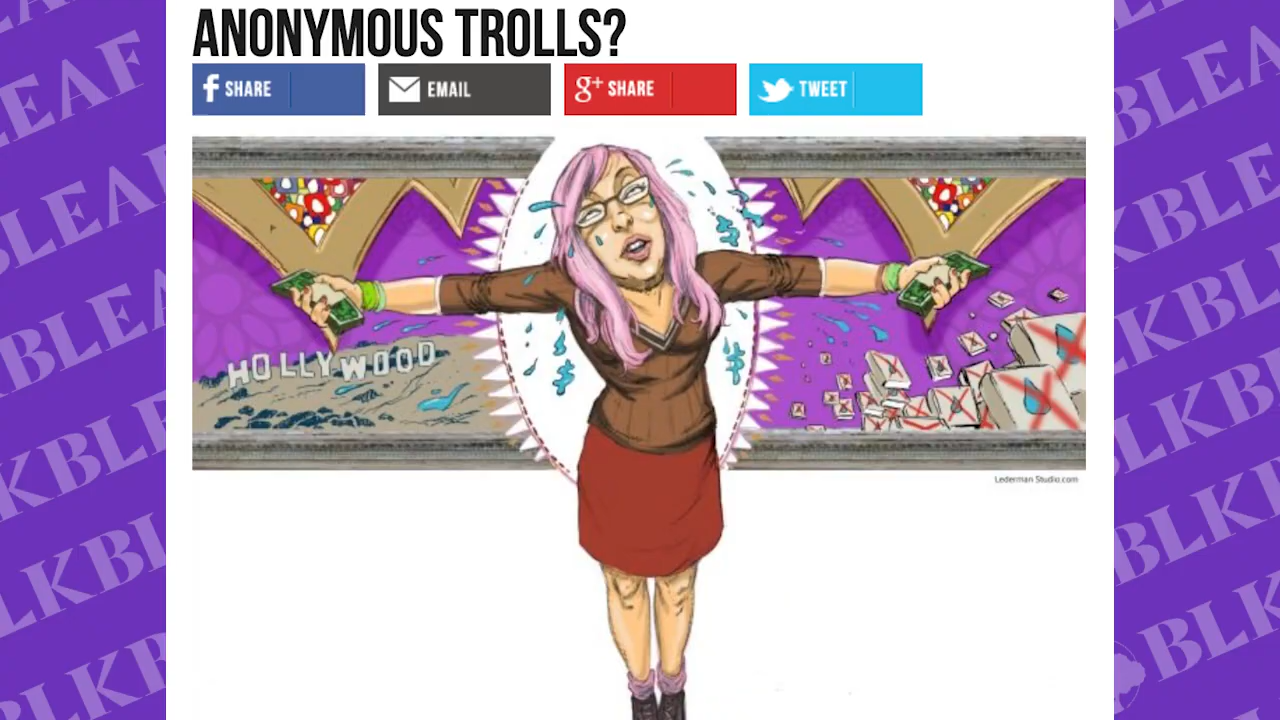 ANONYMOUS TROLLS?
SHARE
EMAIL
g+ SHARE
TWEET
HOLLYWOOD
Lederman Studio.com
BLKBLEAF